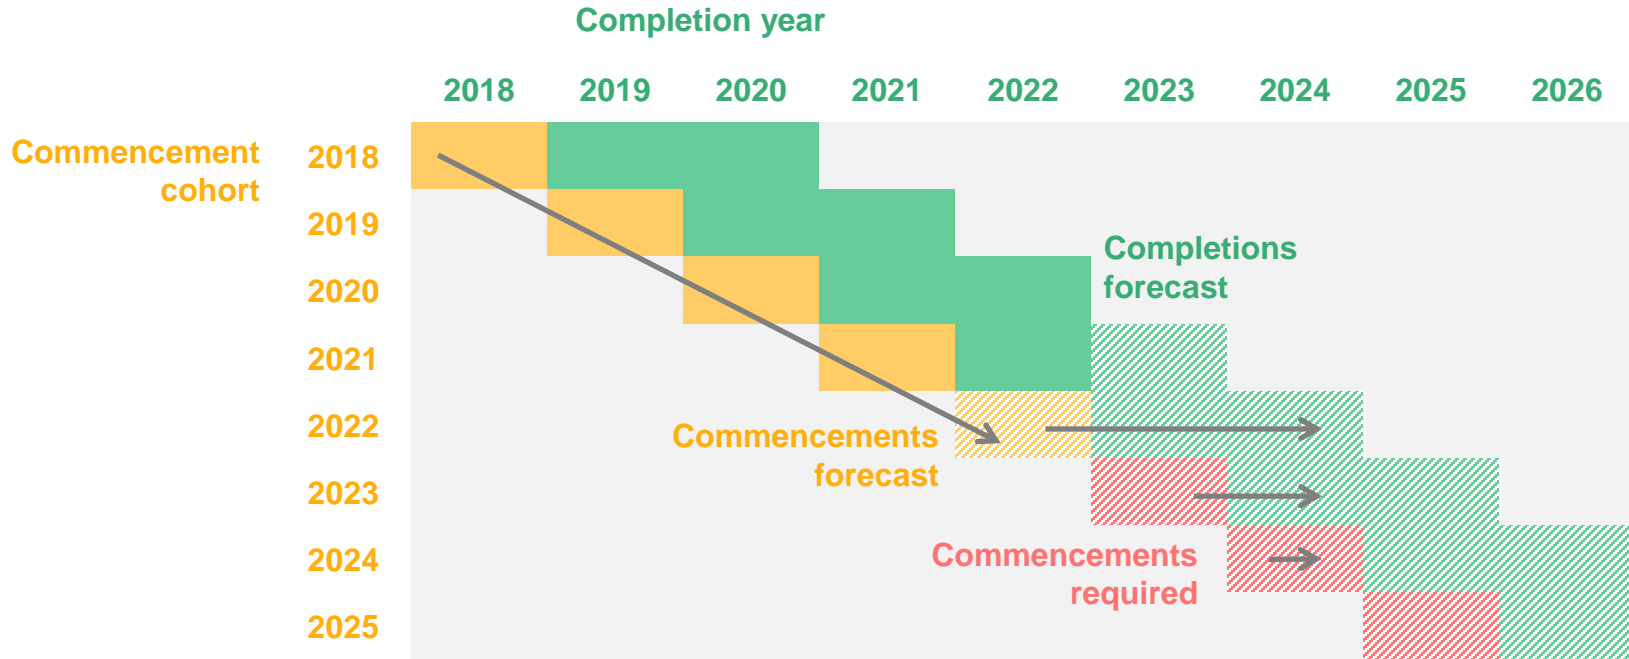 Completion year
2018 2019 2020 2021 2022 2023 2024 2025 2026
Commencement
cohort
2018
2019
2020
2021
2022
2023
2024
2025
Completions
forecast
Commencements
forecast
Commencements
required